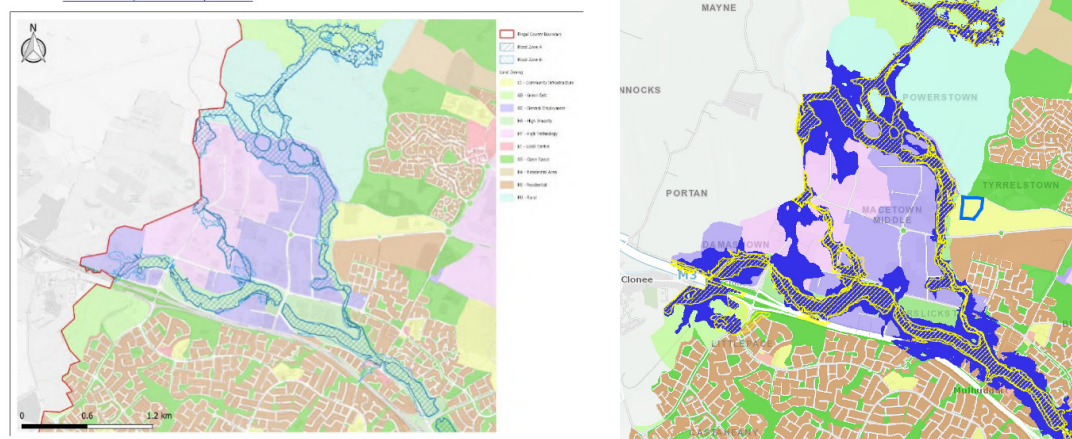 N
Fingal County Boundary
Flood Zone A
Flood Zone B
Land Zoning
CI - Community Infrastructure
GB - Green Belt
GE - General Employment
HA - High Amenity
HT - High Technology
LC - Local Centre
OS - Open Space
RA - Residential Area
RS - Residential
RU - Rural
0 0.6 1.2 km
MAYNE
NNOCKS
POWERSTOWN
PORTAN
TYRRELSTOWN
MACETOWN
MIDDLE
DAMASTOWN
M3
Clonee
LITTLEPACE
CASTAHEANY